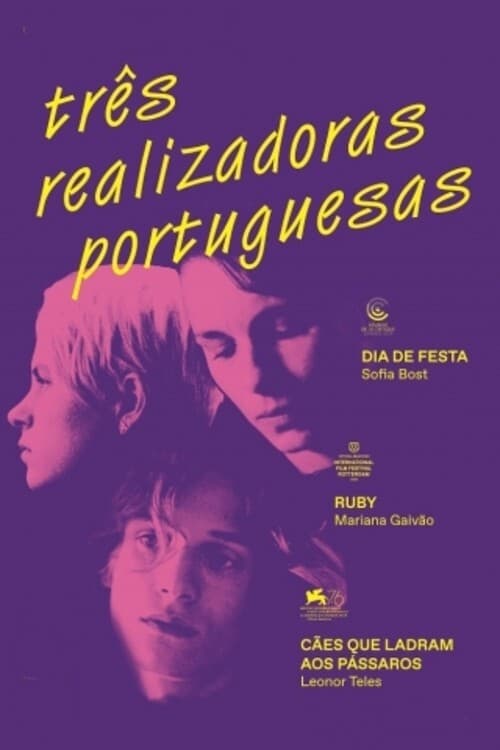 três
realizadoras
portuguesas
DIA DE FESTA
Sofia Bost
INTERNATIONAL
FILM FESTIVAL
ROTTERDAM
RUBY
Mariana Gaivão
76
CÃES QUE LADRAM
AOS PÁSSAROS
Leonor Teles